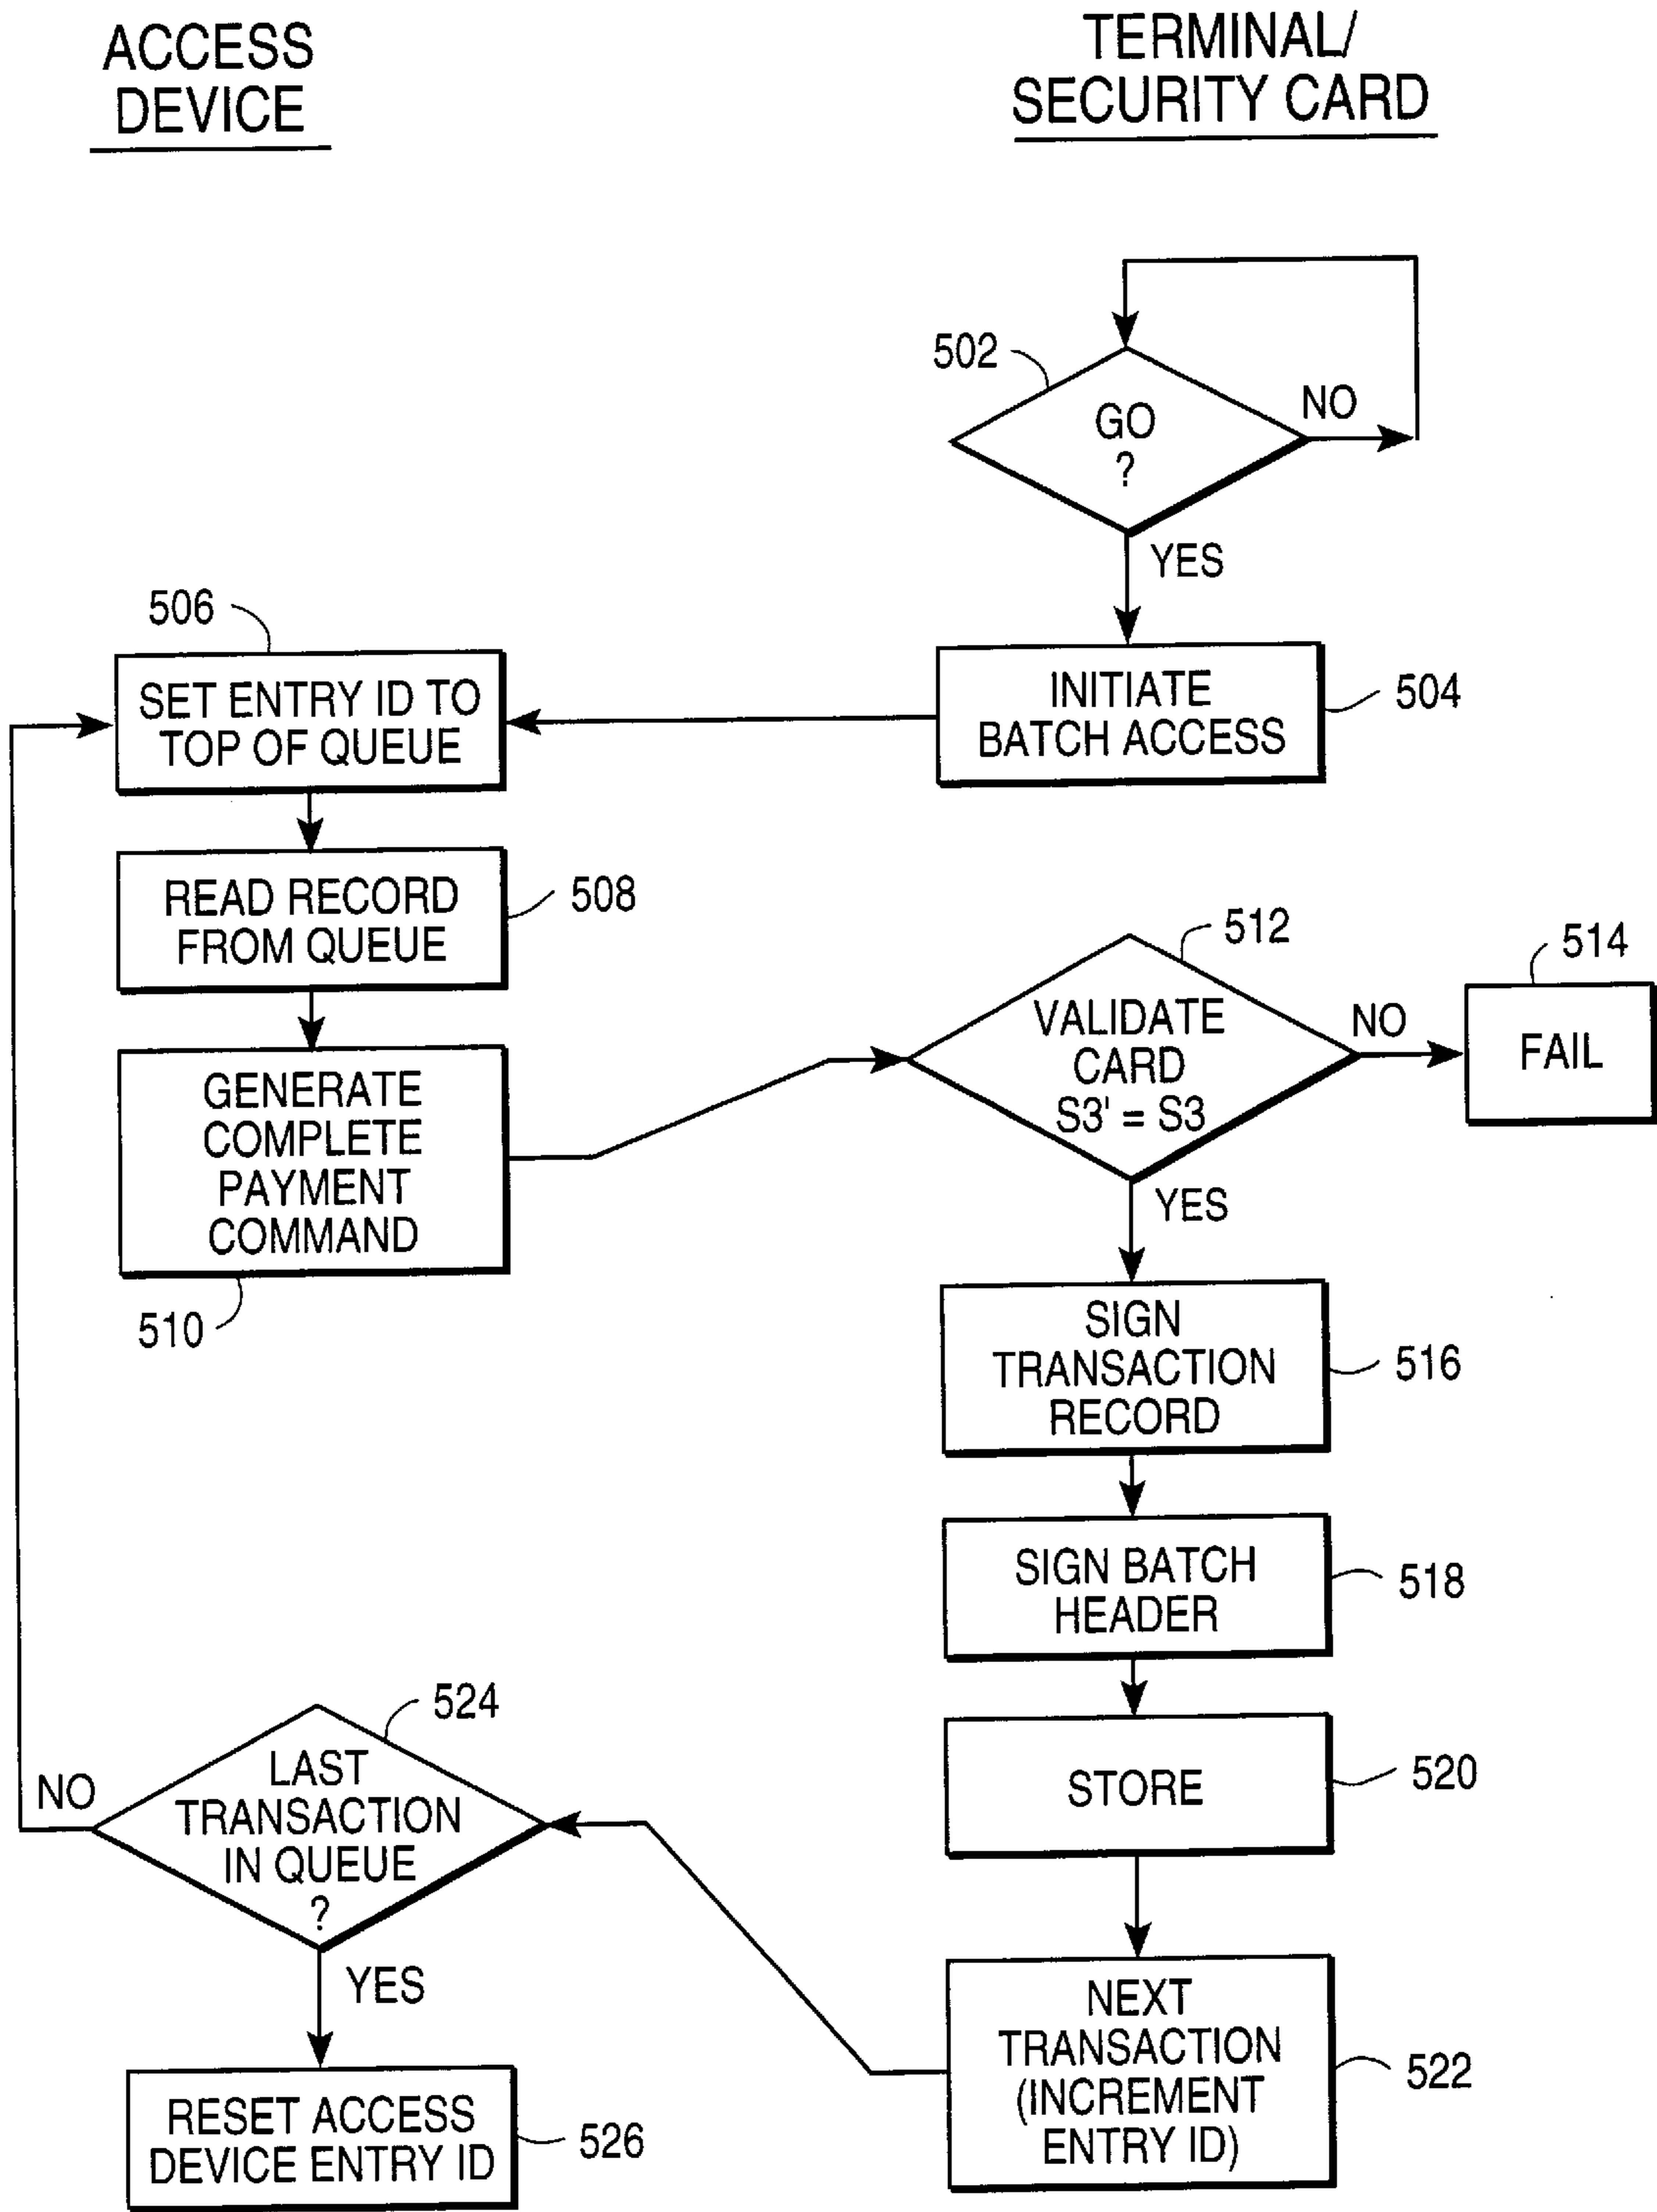 ACCESS
DEVICE
TERMINAL/
SECURITY CARD
502
GO
?
NO
YES
506
SET ENTRY ID TO
TOP OF QUEUE
INITIATE
BATCH ACCESS
504
READ RECORD
FROM QUEUE
508
512
VALIDATE
CARD
S3' = S3
NO
514
FAIL
GENERATE
COMPLETE
PAYMENT
COMMAND
510
YES
SIGN
TRANSACTION
RECORD
516
SIGN BATCH
HEADER
518
524
LAST
TRANSACTION
IN QUEUE
?
NO
STORE
520
YES
NEXT
TRANSACTION
(INCREMENT
ENTRY ID)
522
RESET ACCESS
DEVICE ENTRY ID
526